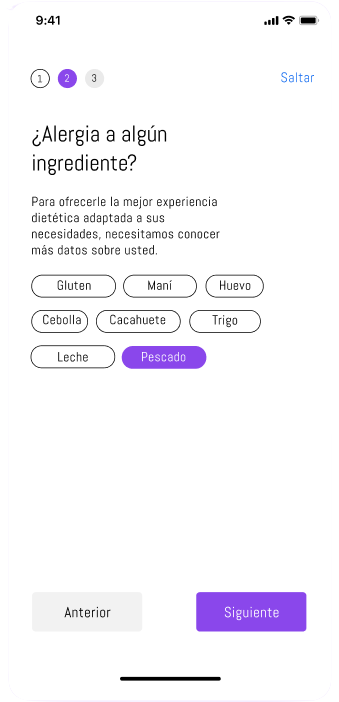 9:41
1 2 3 Saltar
¿Alergia a algún
ingrediente?
Para ofrecerle la mejor experiencia
dietética adaptada a sus
necesidades, necesitamos conocer
más datos sobre usted.
Gluten Maní Huevo
Cebolla Cacahuete Trigo
Leche Pescado
Anterior Siguiente